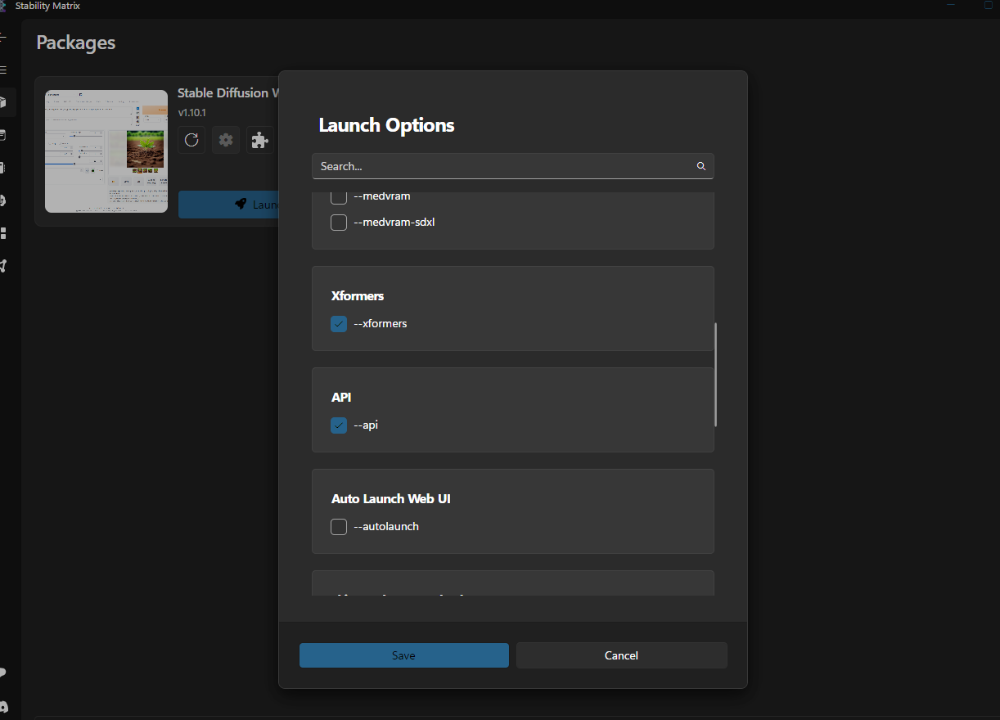 Stability Matrix
Packages
Stable Diffusion W
v1.10.1
Laun
Launch Options
Search...
--medvram
--medvram-sdxl
Xformers
--xformers
API
--api
Auto Launch Web UI
--autolaunch
Save
Cancel